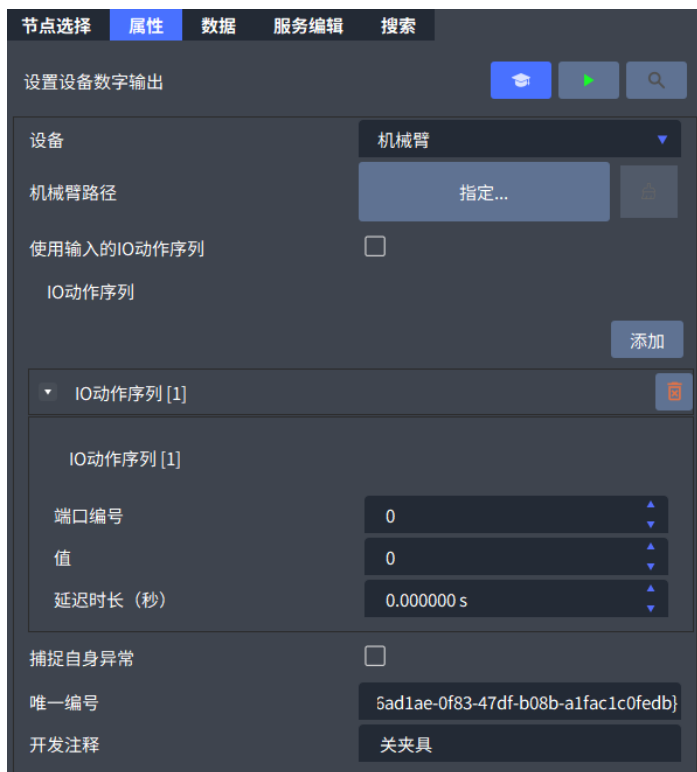 节点选择 属性 数据 服务编辑 搜索
设置设备数字输出
设备 机械臂
机械臂路径 指定...
使用输入的IO动作序列
IO动作序列
添加
IO动作序列 [1]
IO动作序列 [1]
端口编号 0
值 0
延迟时长（秒） 0.000000 s
捕捉自身异常
唯一编号 ad1ae-0f83-47df-b08b-a1fac1c0fedb}
开发注释 关夹具